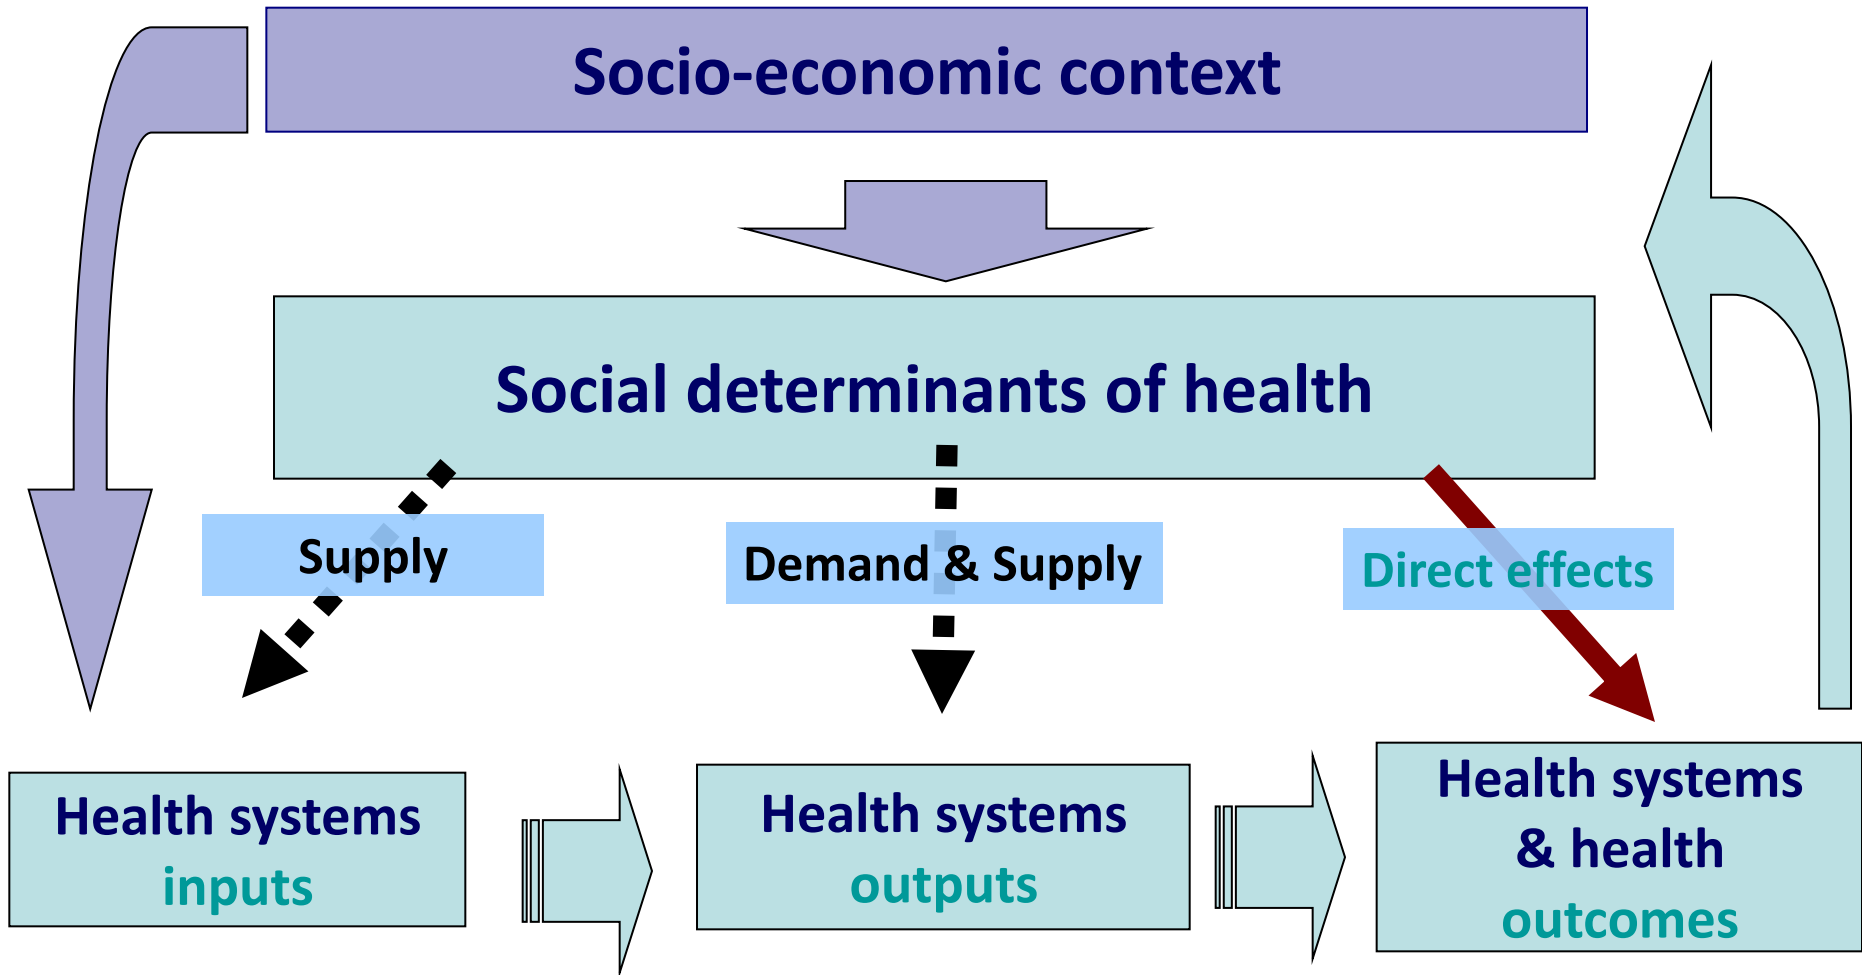 Socio-economic context
Social determinants of health
Supply
Demand & Supply
Direct effects
Health systems
inputs
Health systems
outputs
Health systems
& health
outcomes